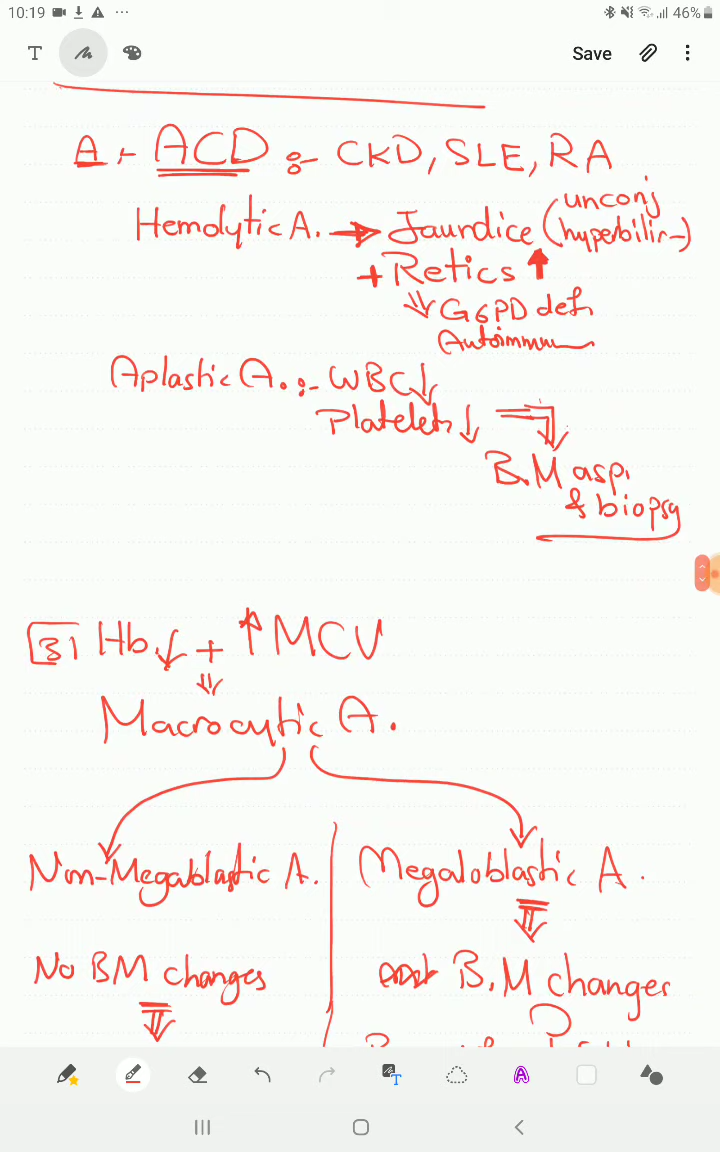 10:19 ... 46%
T Save
A :- ACD :- CKD, SLE, RA
Hemolytic A. → Jaundice (unconj
hyperbilir-)
+ Retics ↑
⇓ G6PD def.
Autoimmun
Aplastic A. :- WBC ↓
Platelets ↓
B.M aspi.
& biopsy
[3] Hb ↓ + ↑ MCV
⇓
Macrocytic A.
Non-Megaloblastic A. Megaloblastic A.
No BM changes B.M changes